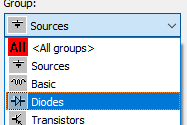 Group:
Sources
All <All groups>
Sources
Basic
Diodes
Transistors